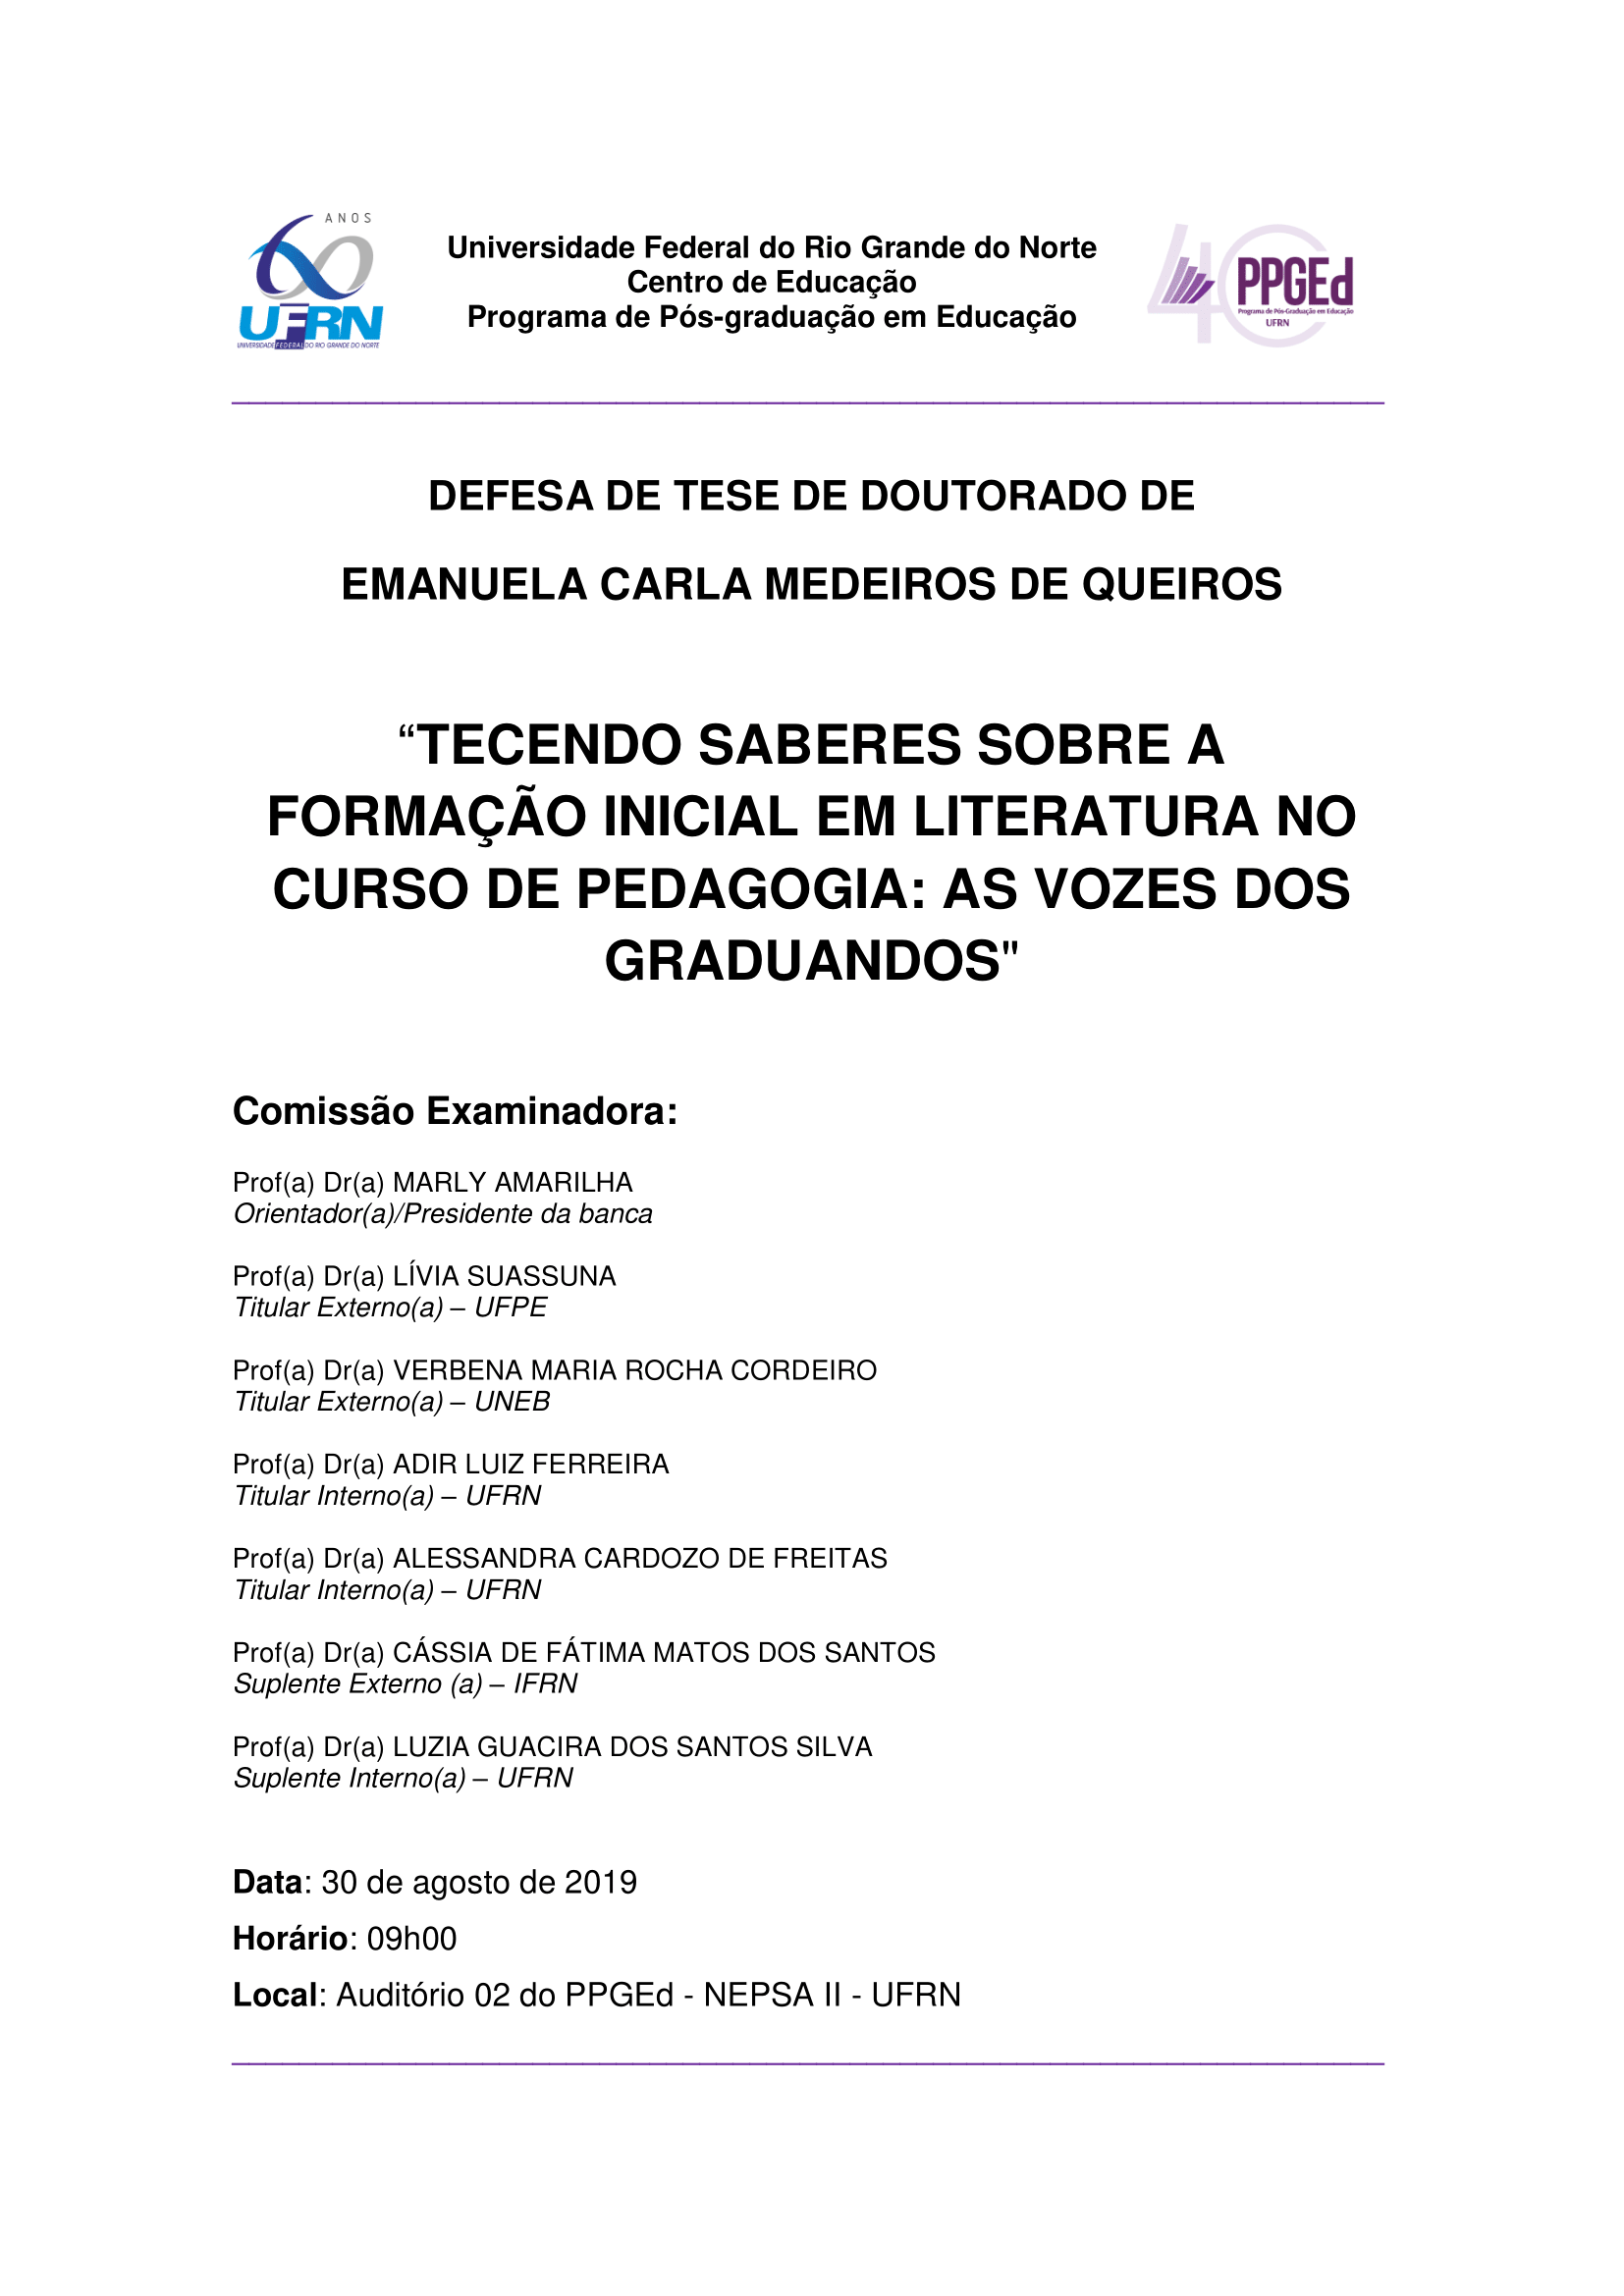 ANOS
60
UFRN
UNIVERSIDADE FEDERAL DO RIO GRANDE DO NORTE
Universidade Federal do Rio Grande do Norte
Centro de Educação
Programa de Pós-graduação em Educação
40
PPGEd
Programa de Pós-Graduação em Educação
UFRN
DEFESA DE TESE DE DOUTORADO DE
EMANUELA CARLA MEDEIROS DE QUEIROS
“TECENDO SABERES SOBRE A
FORMAÇÃO INICIAL EM LITERATURA NO
CURSO DE PEDAGOGIA: AS VOZES DOS
GRADUANDOS"
Comissão Examinadora:
Prof(a) Dr(a) MARLY AMARILHA
Orientador(a)/Presidente da banca
Prof(a) Dr(a) LÍVIA SUASSUNA
Titular Externo(a) – UFPE
Prof(a) Dr(a) VERBENA MARIA ROCHA CORDEIRO
Titular Externo(a) – UNEB
Prof(a) Dr(a) ADIR LUIZ FERREIRA
Titular Interno(a) – UFRN
Prof(a) Dr(a) ALESSANDRA CARDOZO DE FREITAS
Titular Interno(a) – UFRN
Prof(a) Dr(a) CÁSSIA DE FÁTIMA MATOS DOS SANTOS
Suplente Externo (a) – IFRN
Prof(a) Dr(a) LUZIA GUACIRA DOS SANTOS SILVA
Suplente Interno(a) – UFRN
Data: 30 de agosto de 2019
Horário: 09h00
Local: Auditório 02 do PPGEd - NEPSA II - UFRN